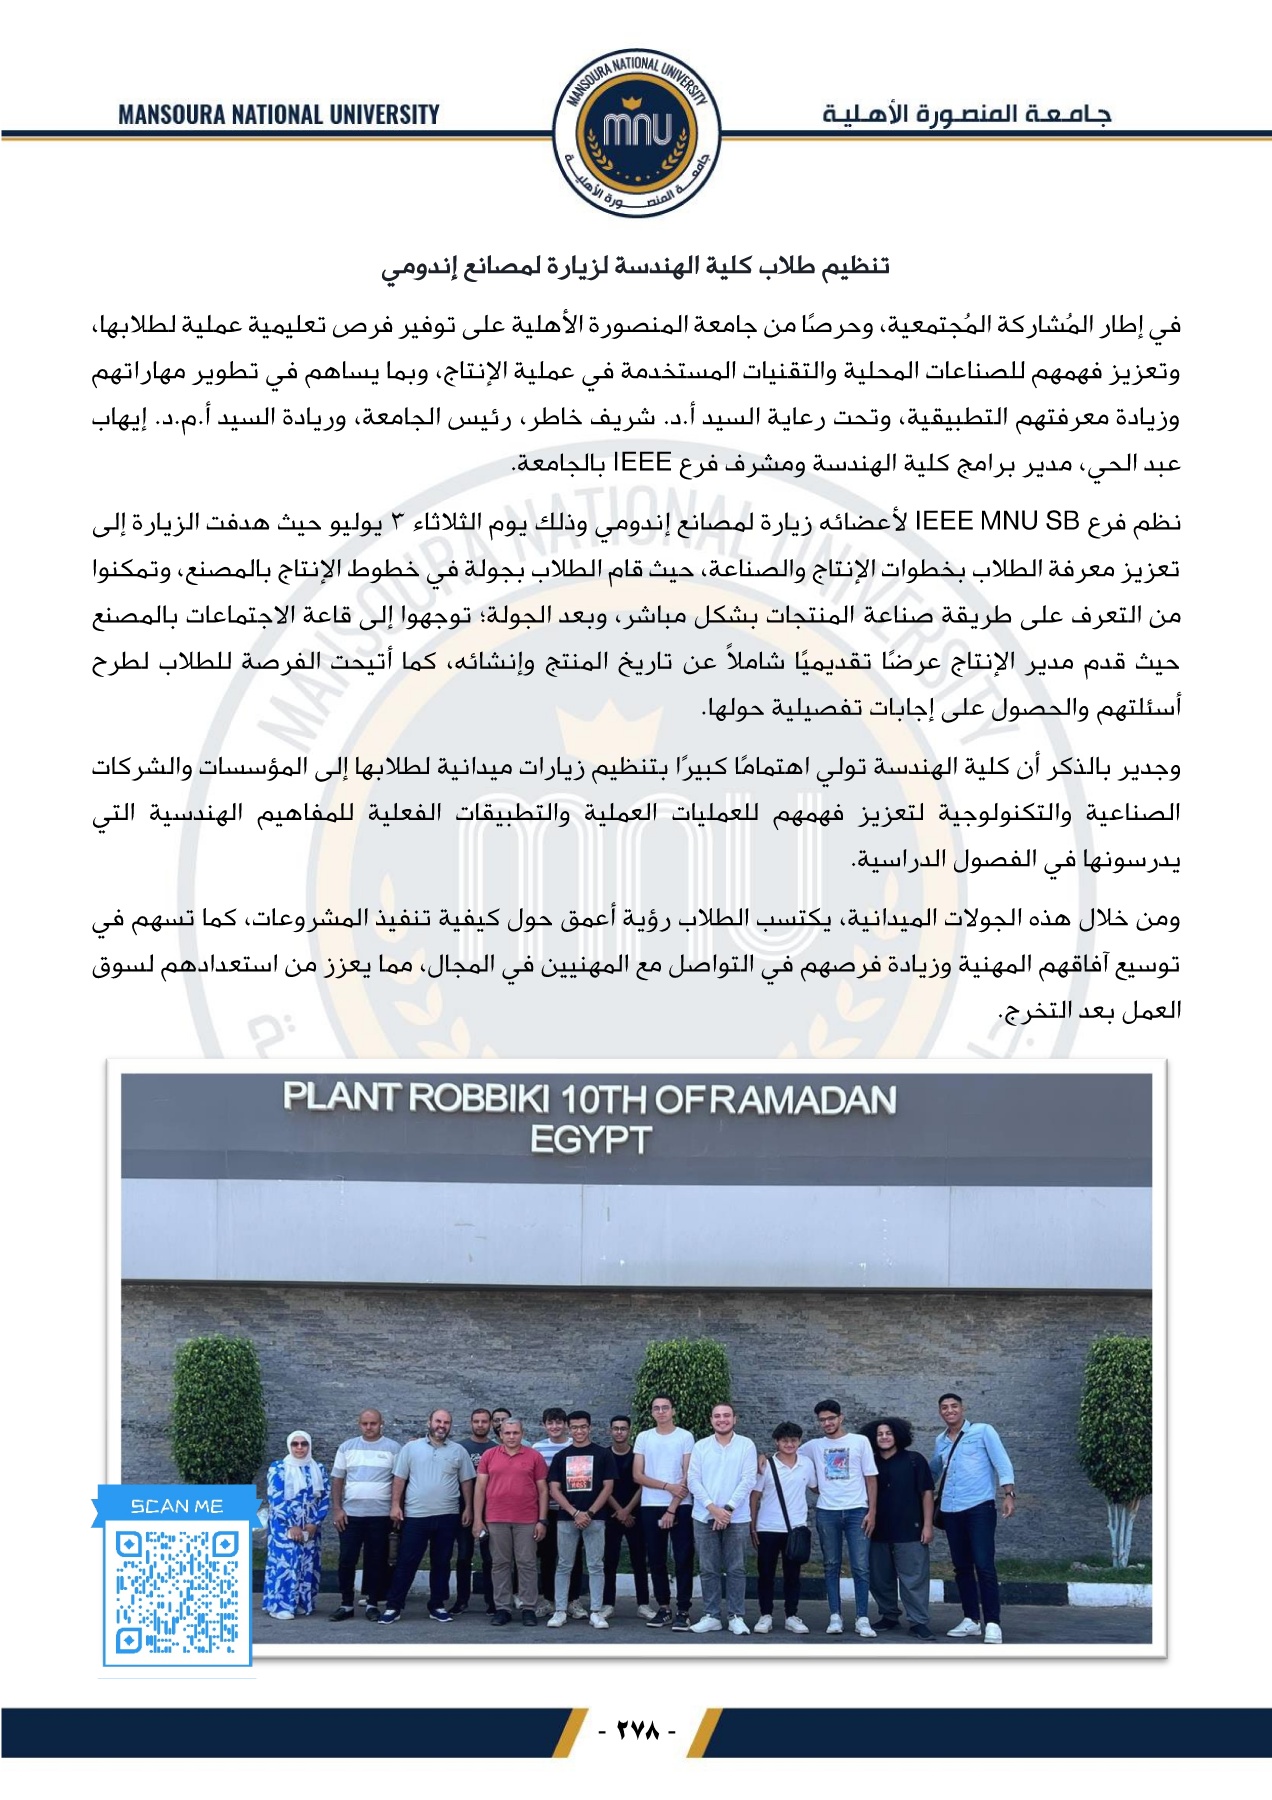 MANSOURA NATIONAL UNIVERSITY
جامعة المنصورة الأهلية
MANSOURA NATIONAL UNIVERSITY
mnu
جامعة المنصورة الأهلية
تنظيم طلاب كلية الهندسة لزيارة لمصانع إندومي
في إطار المُشاركة المُجتمعية، وحرصًا من جامعة المنصورة الأهلية على توفير فرص تعليمية عملية لطلابها،
وتعزيز فهمهم للصناعات المحلية والتقنيات المستخدمة في عملية الإنتاج، وبما يساهم في تطوير مهاراتهم
وزيادة معرفتهم التطبيقية، وتحت رعاية السيد أ.د. شريف خاطر، رئيس الجامعة، وريادة السيد أ.م.د. إيهاب
عبد الحي، مدير برامج كلية الهندسة ومشرف فرع IEEE بالجامعة.
نظم فرع IEEE MNU SB لأعضائه زيارة لمصانع إندومي وذلك يوم الثلاثاء ٣ يوليو حيث هدفت الزيارة إلى
تعزيز معرفة الطلاب بخطوات الإنتاج والصناعة، حيث قام الطلاب بجولة في خطوط الإنتاج بالمصنع، وتمكنوا
من التعرف على طريقة صناعة المنتجات بشكل مباشر، وبعد الجولة؛ توجهوا إلى قاعة الاجتماعات بالمصنع
حيث قدم مدير الإنتاج عرضًا تقديميًا شاملاً عن تاريخ المنتج وإنشائه، كما أتيحت الفرصة للطلاب لطرح
أسئلتهم والحصول على إجابات تفصيلية حولها.
وجدير بالذكر أن كلية الهندسة تولي اهتمامًا كبيرًا بتنظيم زيارات ميدانية لطلابها إلى المؤسسات والشركات
الصناعية والتكنولوجية لتعزيز فهمهم للعمليات العملية والتطبيقات الفعلية للمفاهيم الهندسية التي
يدرسونها في الفصول الدراسية.
ومن خلال هذه الجولات الميدانية، يكتسب الطلاب رؤية أعمق حول كيفية تنفيذ المشروعات، كما تسهم في
توسيع آفاقهم المهنية وزيادة فرصهم في التواصل مع المهنيين في المجال، مما يعزز من استعدادهم لسوق
العمل بعد التخرج.
PLANT ROBBIKI 10TH OF RAMADAN
EGYPT
SCAN ME
- ٢٧٨ -